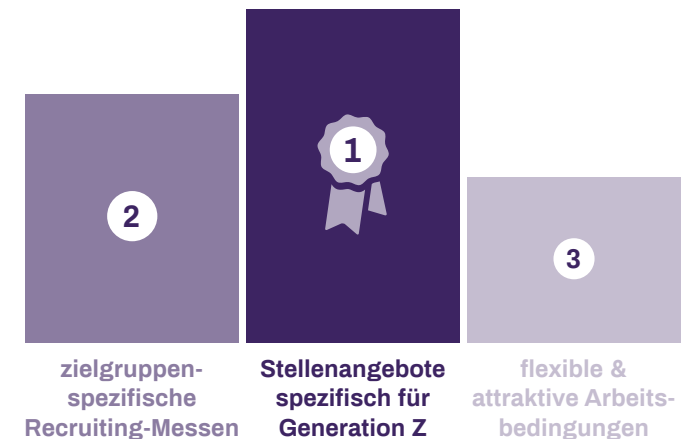 1
2
3
zielgruppen-
spezifische
Recruiting-Messen
Stellenangebote
spezifisch für
Generation Z
flexible &
attraktive Arbeits-
bedingungen